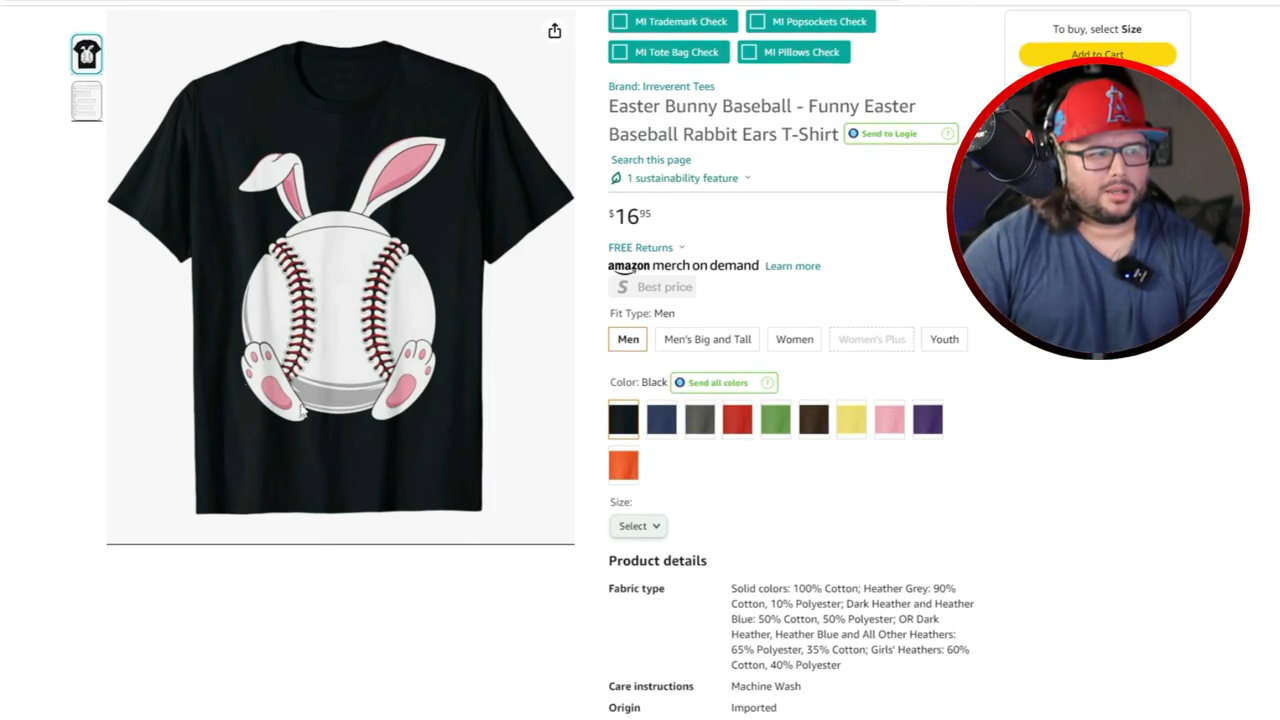 MI Trademark Check
MI Popsockets Check
MI Tote Bag Check
MI Pillows Check
Brand: Irreverent Tees
Easter Bunny Baseball - Funny Easter
Baseball Rabbit Ears T-Shirt
Send to Logie
?
Search this page
1 sustainability feature
$16 95
FREE Returns
amazon merch on demand Learn more
S Best price
Fit Type: Men
Men
Men's Big and Tall
Women
Women's Plus
Youth
Color: Black
Send all colors
?
Size:
Select
Product details
Fabric type
Solid colors: 100% Cotton; Heather Grey: 90%
Cotton, 10% Polyester; Dark Heather and Heather
Blue: 50% Cotton, 50% Polyester; OR Dark
Heather, Heather Blue and All Other Heathers:
65% Polyester, 35% Cotton; Girls' Heathers: 60%
Cotton, 40% Polyester
Care instructions
Machine Wash
Origin
Imported
To buy, select Size
Add to Cart
A